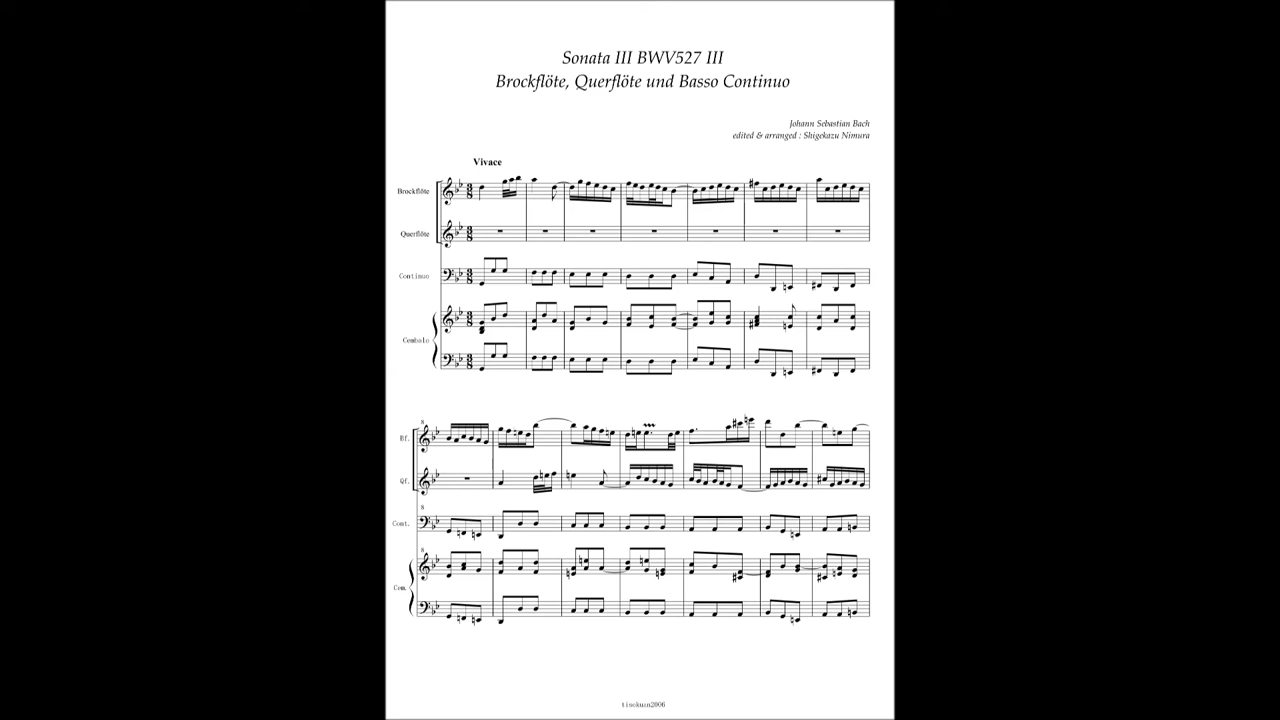 Sonata III BWV527 III
Brockflöte, Querflöte und Basso Continuo
Johann Sebastian Bach
edited & arranged : Shigekazu Nimura
Vivace
Brockflöte
Querflöte
Continuo
Cembalo
8
Bf.
Qf.
8
Cont.
8
Cem.
tisokuan2006